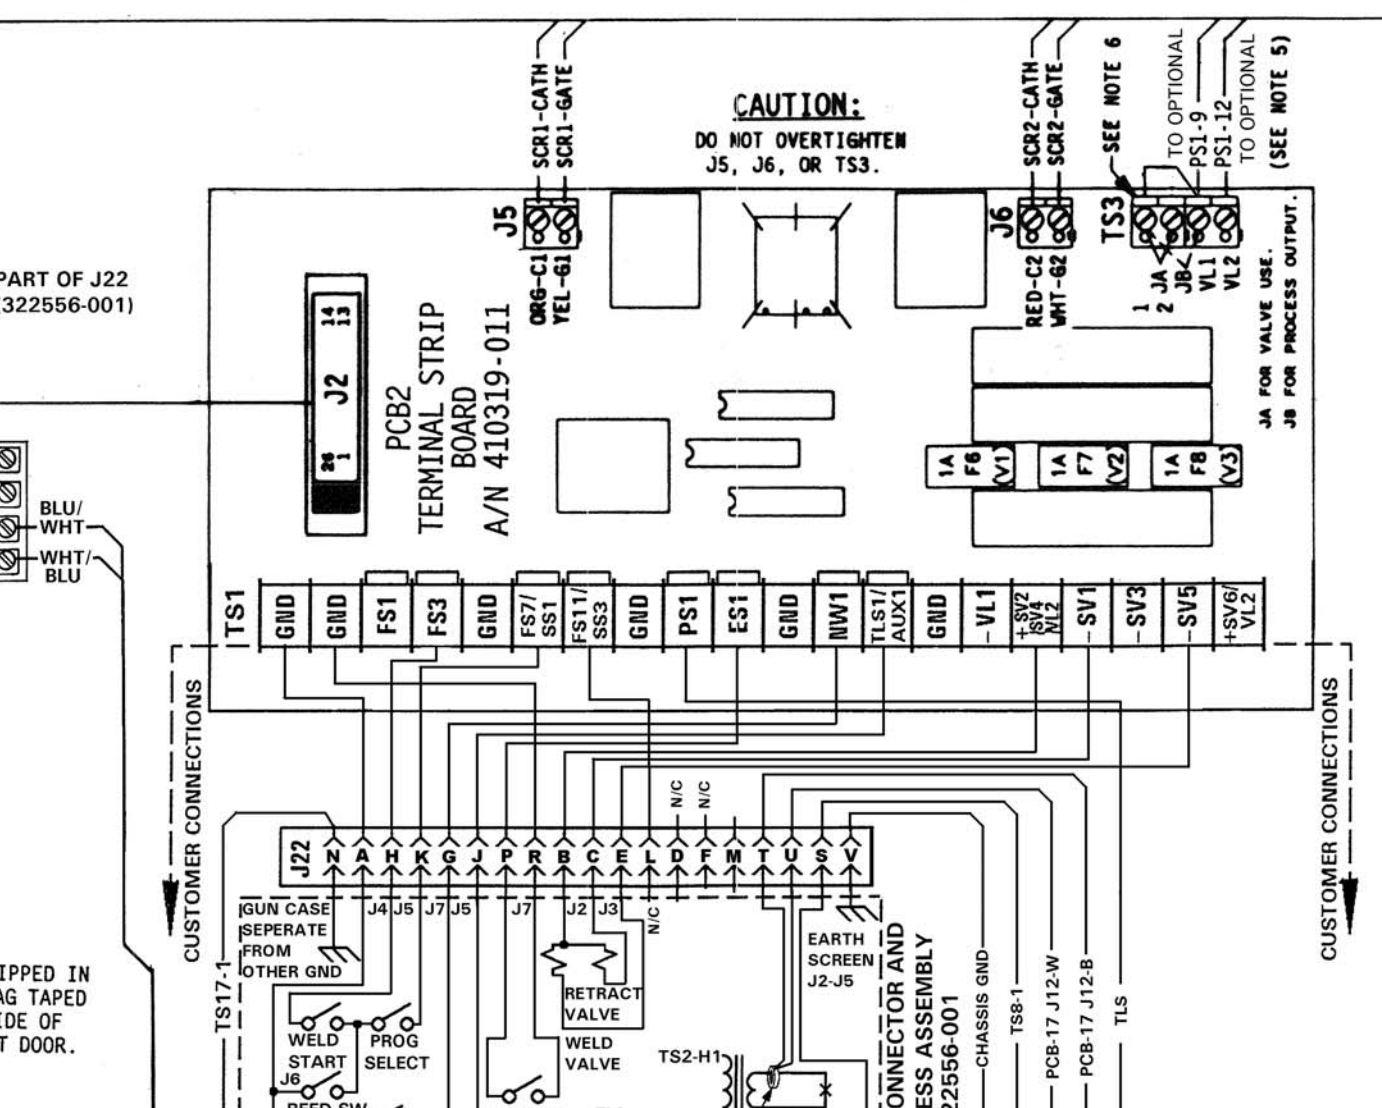 SCR1-CATH
SCR1-GATE
CAUTION:
DO NOT OVERTIGHTEN
J5, J6, OR TS3.
SCR2-CATH
SCR2-GATE
SEE NOTE 6
TO OPTIONAL
PS1-9
PS1-12
TO OPTIONAL
(SEE NOTE 5)
J5
ORG-C1
YEL-G1
J6
RED-C2
WHT-G2
TS3
1
2
JA
JB
VL1
VL2
JA FOR VALVE USE.
JB FOR PROCESS OUTPUT.
PART OF J22
(322556-001)
14
13
J2
26
1
PCB2
TERMINAL STRIP
BOARD
A/N 410319-011
1A
F6
(V1)
1A
F7
(V2)
1A
F8
(V3)
BLU/
WHT
WHT/
BLU
TS1
GND
GND
FS1
FS3
GND
FS7/
SS1
FS11/
SS3
GND
PS1
ES1
GND
NW1
TLS1/
AUX1
GND
-VL1
+SV2
SV4
VL2
-SV1
-SV3
-SV5
+SV6/
VL2
CUSTOMER CONNECTIONS
CUSTOMER CONNECTIONS
N/C
N/C
J22
N A H K G J P R B C E L D F M T U S V
GUN CASE
SEPERATE
FROM
OTHER GND
J4
J5
J7
J5
J7
J2
J3
N/C
EARTH
SCREEN
J2-J5
RETRACT
VALVE
WELD
VALVE
WELD
START
PROG
SELECT
J6
REED SW
TS2-H1
TS17-1
ONNECTOR AND
ESS ASSEMBLY
22556-001
CHASSIS GND
TS8-1
PCB-17 J12-W
PCB-17 J12-B
TLS
IPPED IN
AG TAPED
IDE OF
T DOOR.